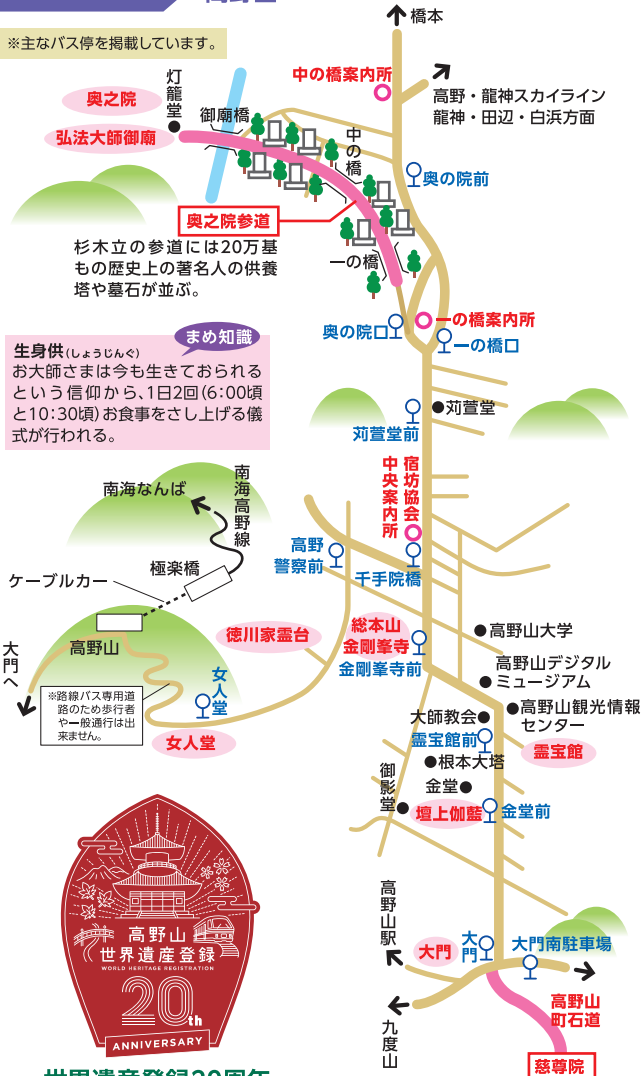 ※主なバス停を掲載しています。
橋本
中の橋案内所
高野・龍神スカイライン
龍神・田辺・白浜方面
灯籠堂
奥之院
弘法大師御廟
御廟橋
中の橋
奥の院前
奥之院参道
杉木立の参道には20万基
もの歴史上の著名人の供養
塔や墓石が並ぶ。
一の橋
奥の院口
一の橋案内所
一の橋口
まめ知識
生身供(しょうじんぐ)
お大師さまは今も生きておられる
という信仰から、1日2回(6:00頃
と10:30頃)お食事をさし上げる儀
式が行われる。
苅萱堂
苅萱堂前
宿坊協会
中央案内所
南海なんば
南海高野線
極楽橋
ケーブルカー
高野山
大門へ
高野
警察前
千手院橋
徳川家霊台
総本山
金剛峯寺
金剛峯寺前
高野山大学
高野山デジタル
ミュージアム
高野山観光情報
センター
女人堂
※路線バス専用道
路のため歩行者
や一般通行は出
来ません。
女人堂
大師教会
霊宝館前
霊宝館
根本大塔
金堂
御影堂
壇上伽藍
金堂前
高野山駅
大門
大門
大門南駐車場
九度山
高野山
町石道
慈尊院
高野山
世界遺産登録
WORLD HERITAGE REGISTRATION
20th
ANNIVERSARY
世界遺産登録20周年